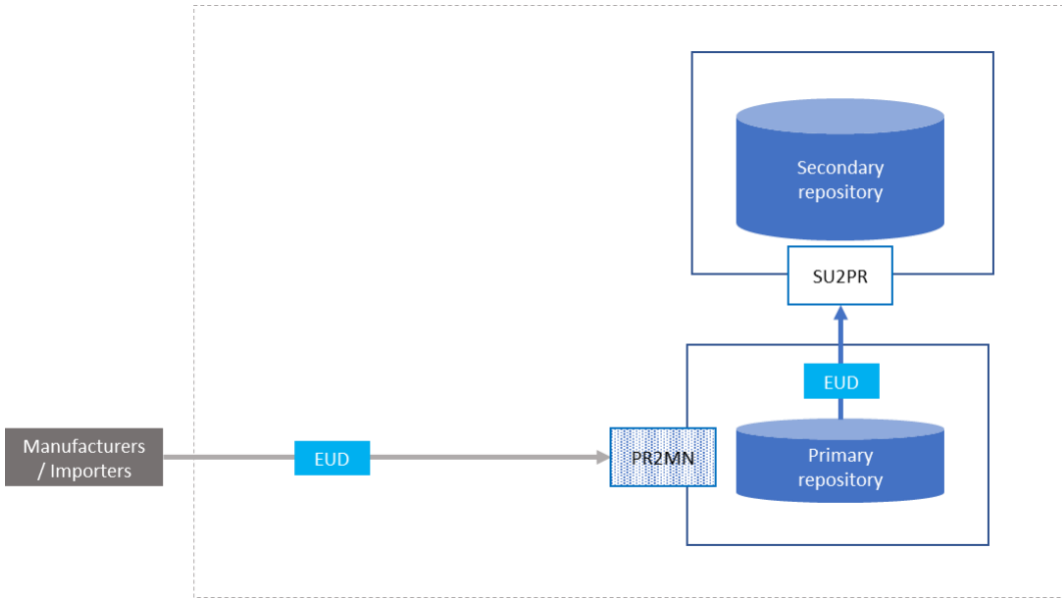 Secondary
repository
SU2PR
EUD
Manufacturers
/ Importers
EUD
PR2MN
Primary
repository